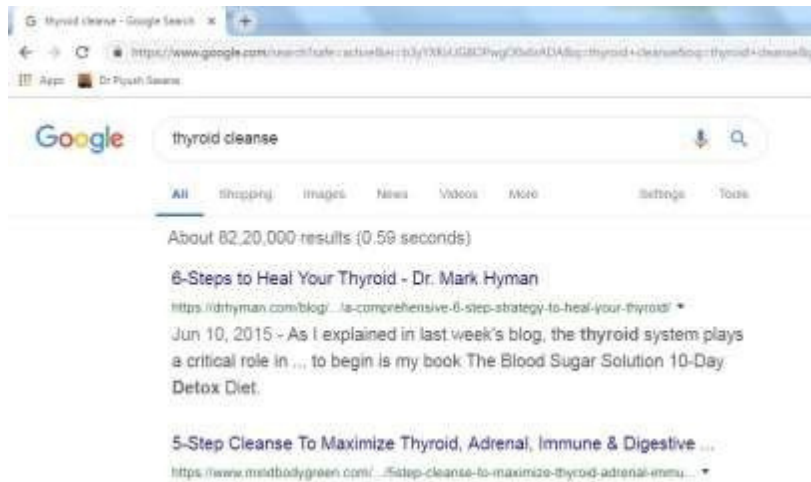 G thyroid cleanse - Google Search
https://www.google.com/
Apps Dr Piyush
Google thyroid cleanse
All Shopping Images News Videos More Settings Tools
About 82,20,000 results (0.59 seconds)
6-Steps to Heal Your Thyroid - Dr. Mark Hyman
https://drhyman.com/blog/.../a-comprehensive-6-step-strategy-to-heal-your-thyroid/
Jun 10, 2015 - As I explained in last week's blog, the thyroid system plays
a critical role in ... to begin is my book The Blood Sugar Solution 10-Day
Detox Diet.
5-Step Cleanse To Maximize Thyroid, Adrenal, Immune & Digestive ...
https://www.mindbodygreen.com/.../5step-cleanse-to-maximize-thyroid-adrenal-immu...